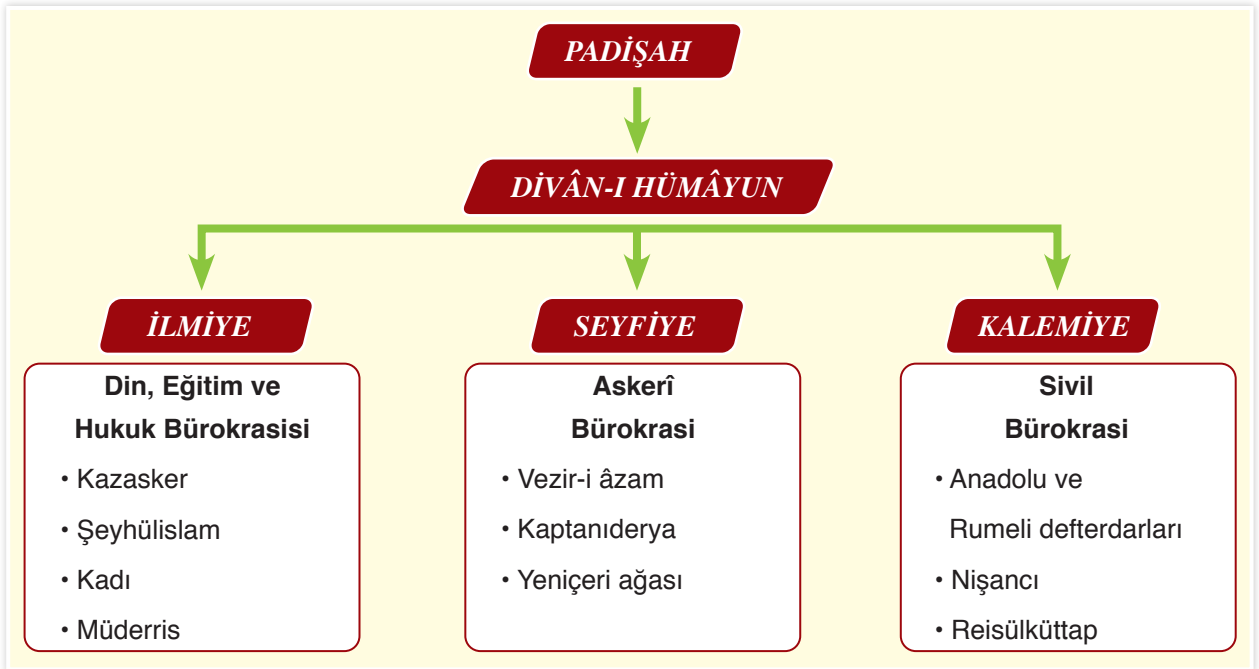 PADİŞAH
DİVÂN-I HÜMÂYUN
İLMİYE
Din, Eğitim ve
Hukuk Bürokrasisi
• Kazasker
• Şeyhülislam
• Kadı
• Müderris
SEYFİYE
Askerî
Bürokrasi
• Vezir-i âzam
• Kaptanıderya
• Yeniçeri ağası
KALEMİYE
Sivil
Bürokrasi
• Anadolu ve
Rumeli defterdarları
• Nişancı
• Reisülküttap